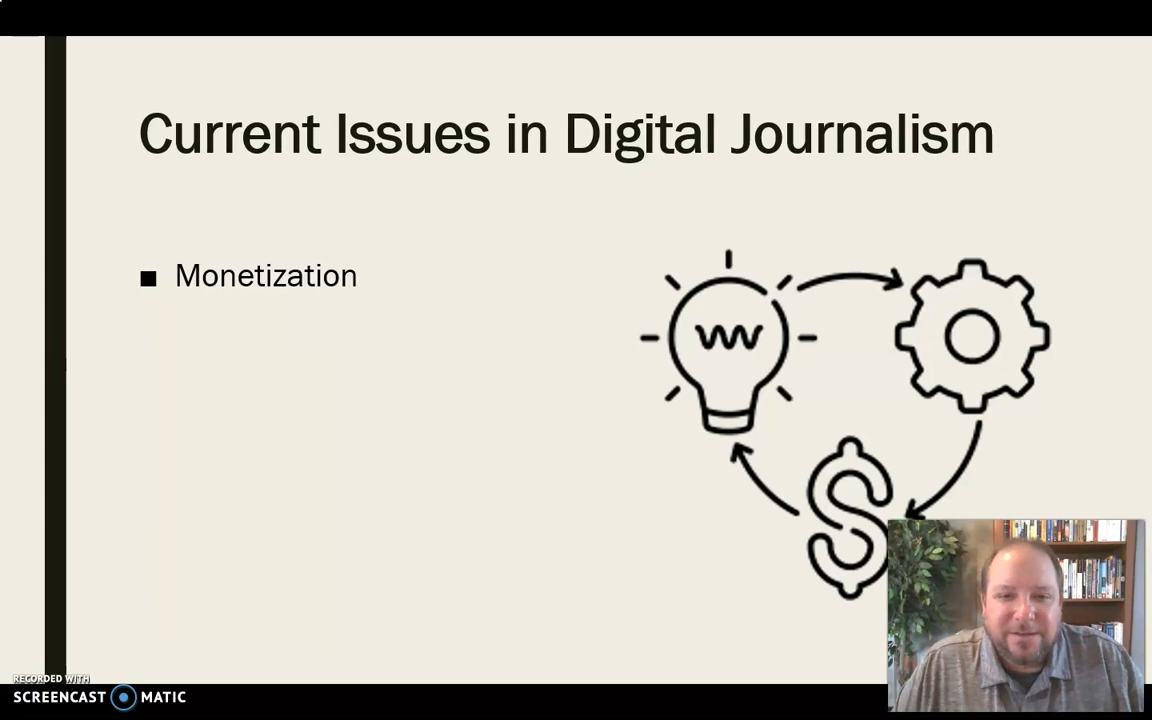 Current Issues in Digital Journalism
Monetization
RECORDED WITH
SCREENCAST MATIC